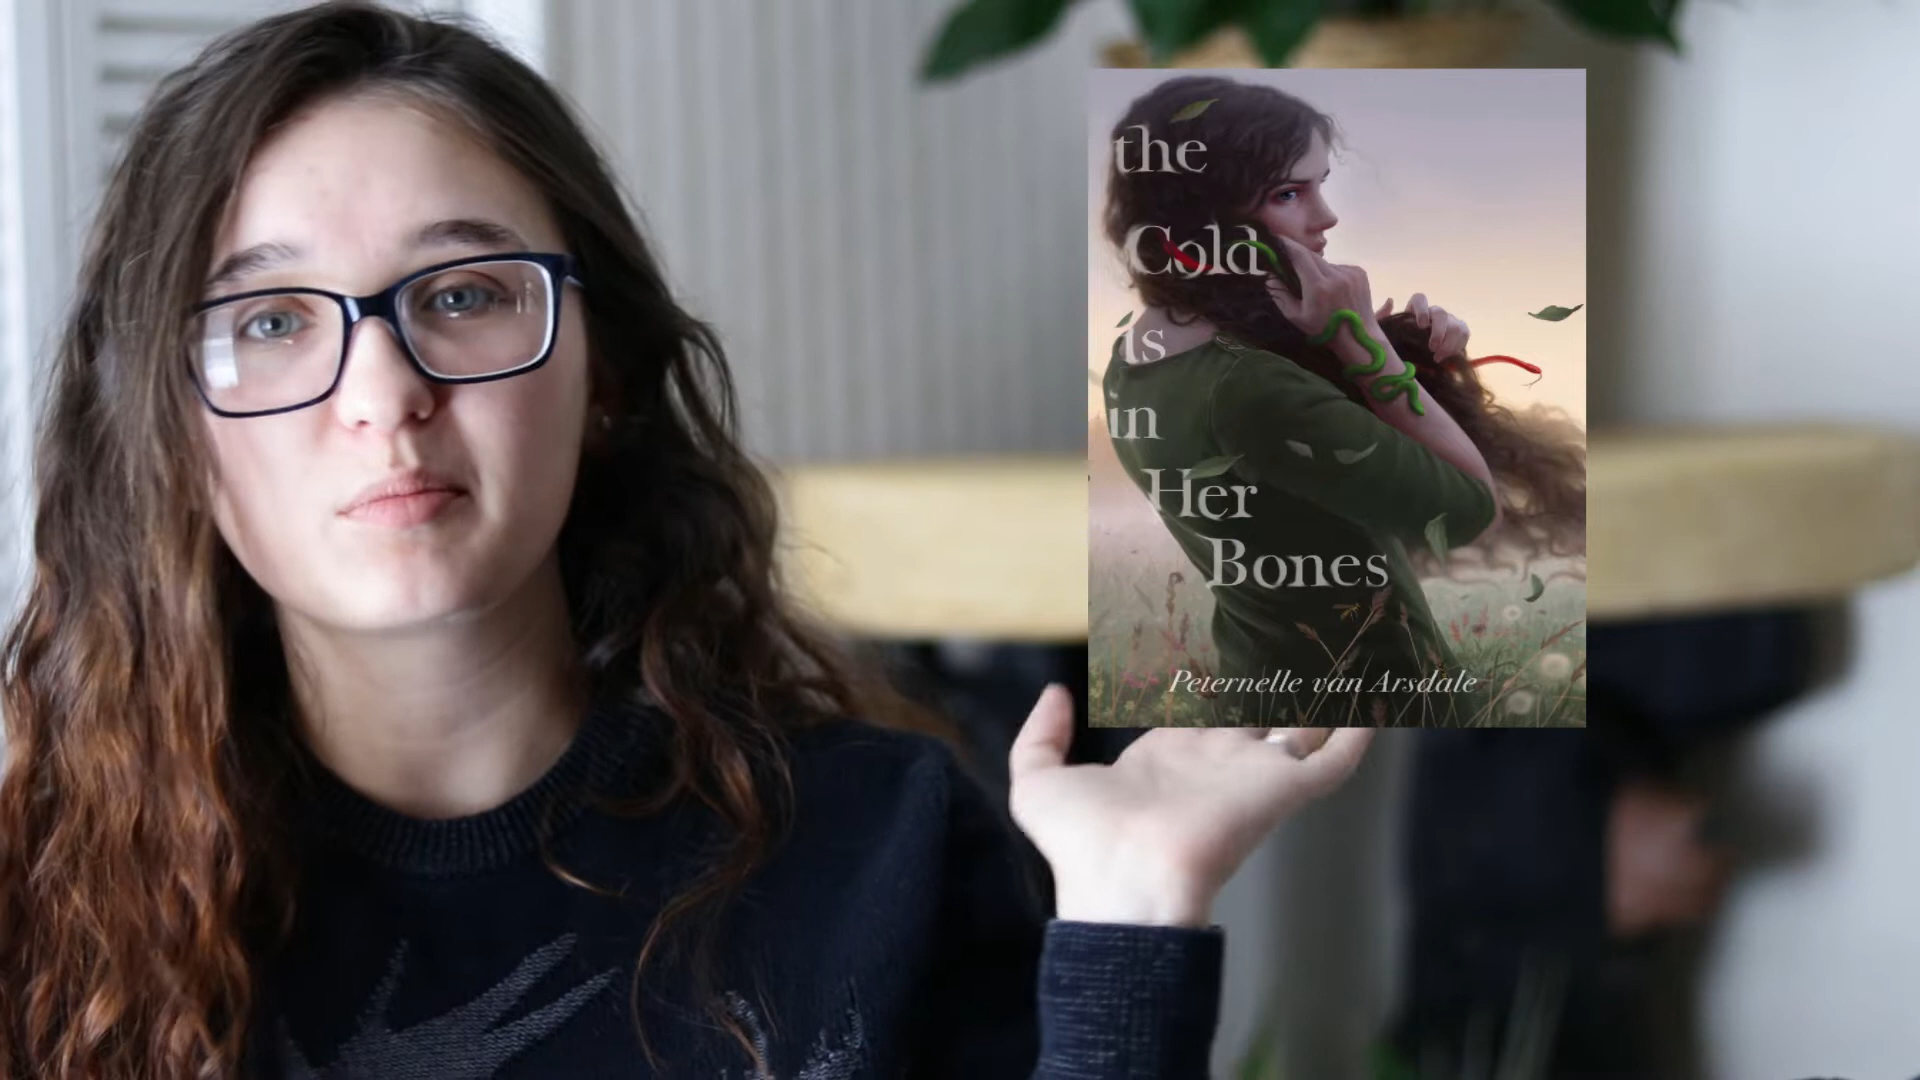 the
Cold
is
in
Her
Bones
Peternelle van Arsdale